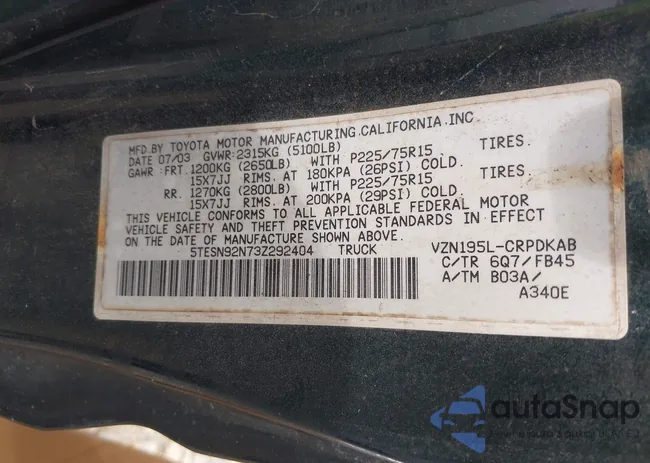 MFD.BY TOYOTA MOTOR MANUFACTURING.CALIFORNIA.INC.
DATE 07/03 GVWR:2315KG (5100LB)
GAWR: FRT.1200KG (2650LB) WITH P225/75R15 TIRES.
15X7JJ RIMS. AT 180KPA (26PSI) COLD.
RR. 1270KG (2800LB) WITH P225/75R15 TIRES.
15X7JJ RIMS. AT 200KPA (29PSI) COLD.
THIS VEHICLE CONFORMS TO ALL APPLICABLE FEDERAL MOTOR
VEHICLE SAFETY AND THEFT PREVENTION STANDARDS IN EFFECT
ON THE DATE OF MANUFACTURE SHOWN ABOVE.
5TESN92N73Z292404 TRUCK
VZN195L-CRPDKAB
C/TR 6Q7/FB45
A/TM B03A/
A340E
autoSnap